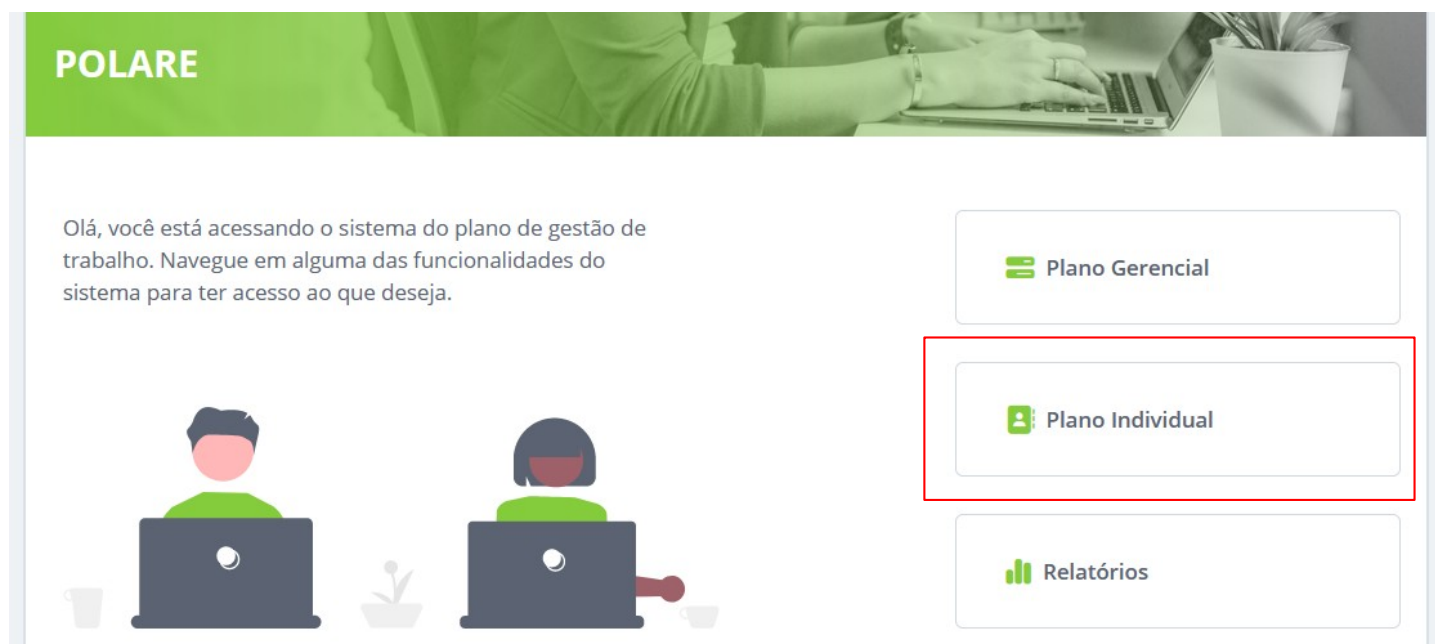 POLARE
Olá, você está acessando o sistema do plano de gestão de
trabalho. Navegue em alguma das funcionalidades do
sistema para ter acesso ao que deseja.
Plano Gerencial
Plano Individual
Relatórios